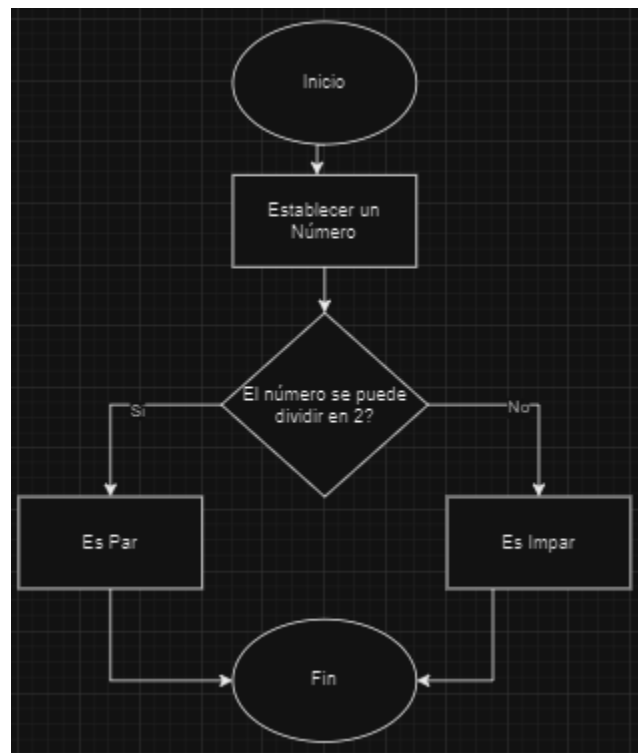 Inicio
Establecer un
Número
El número se puede
dividir en 2?
Si
No
Es Par
Es Impar
Fin